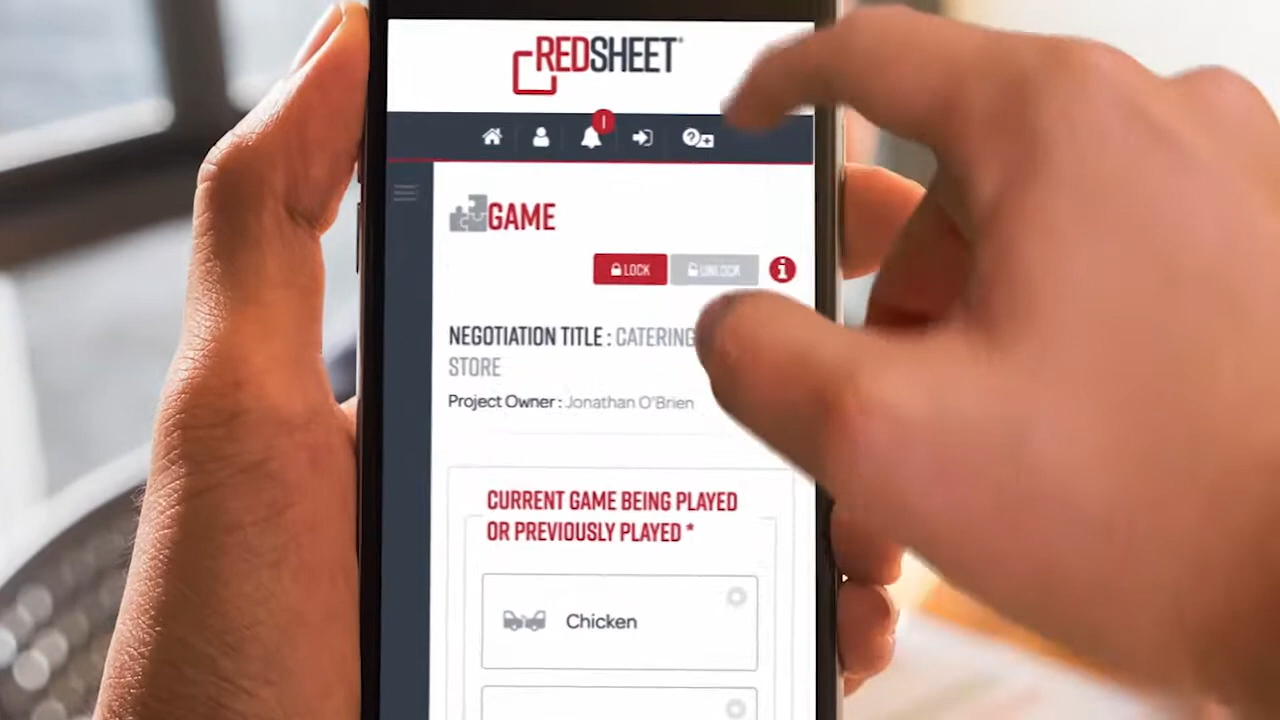 REDSHEET®
GAME
LOCK UNLOCK
NEGOTIATION TITLE : CATERING
STORE
Project Owner : Jonathan O'Brien
CURRENT GAME BEING PLAYED
OR PREVIOUSLY PLAYED *
Chicken